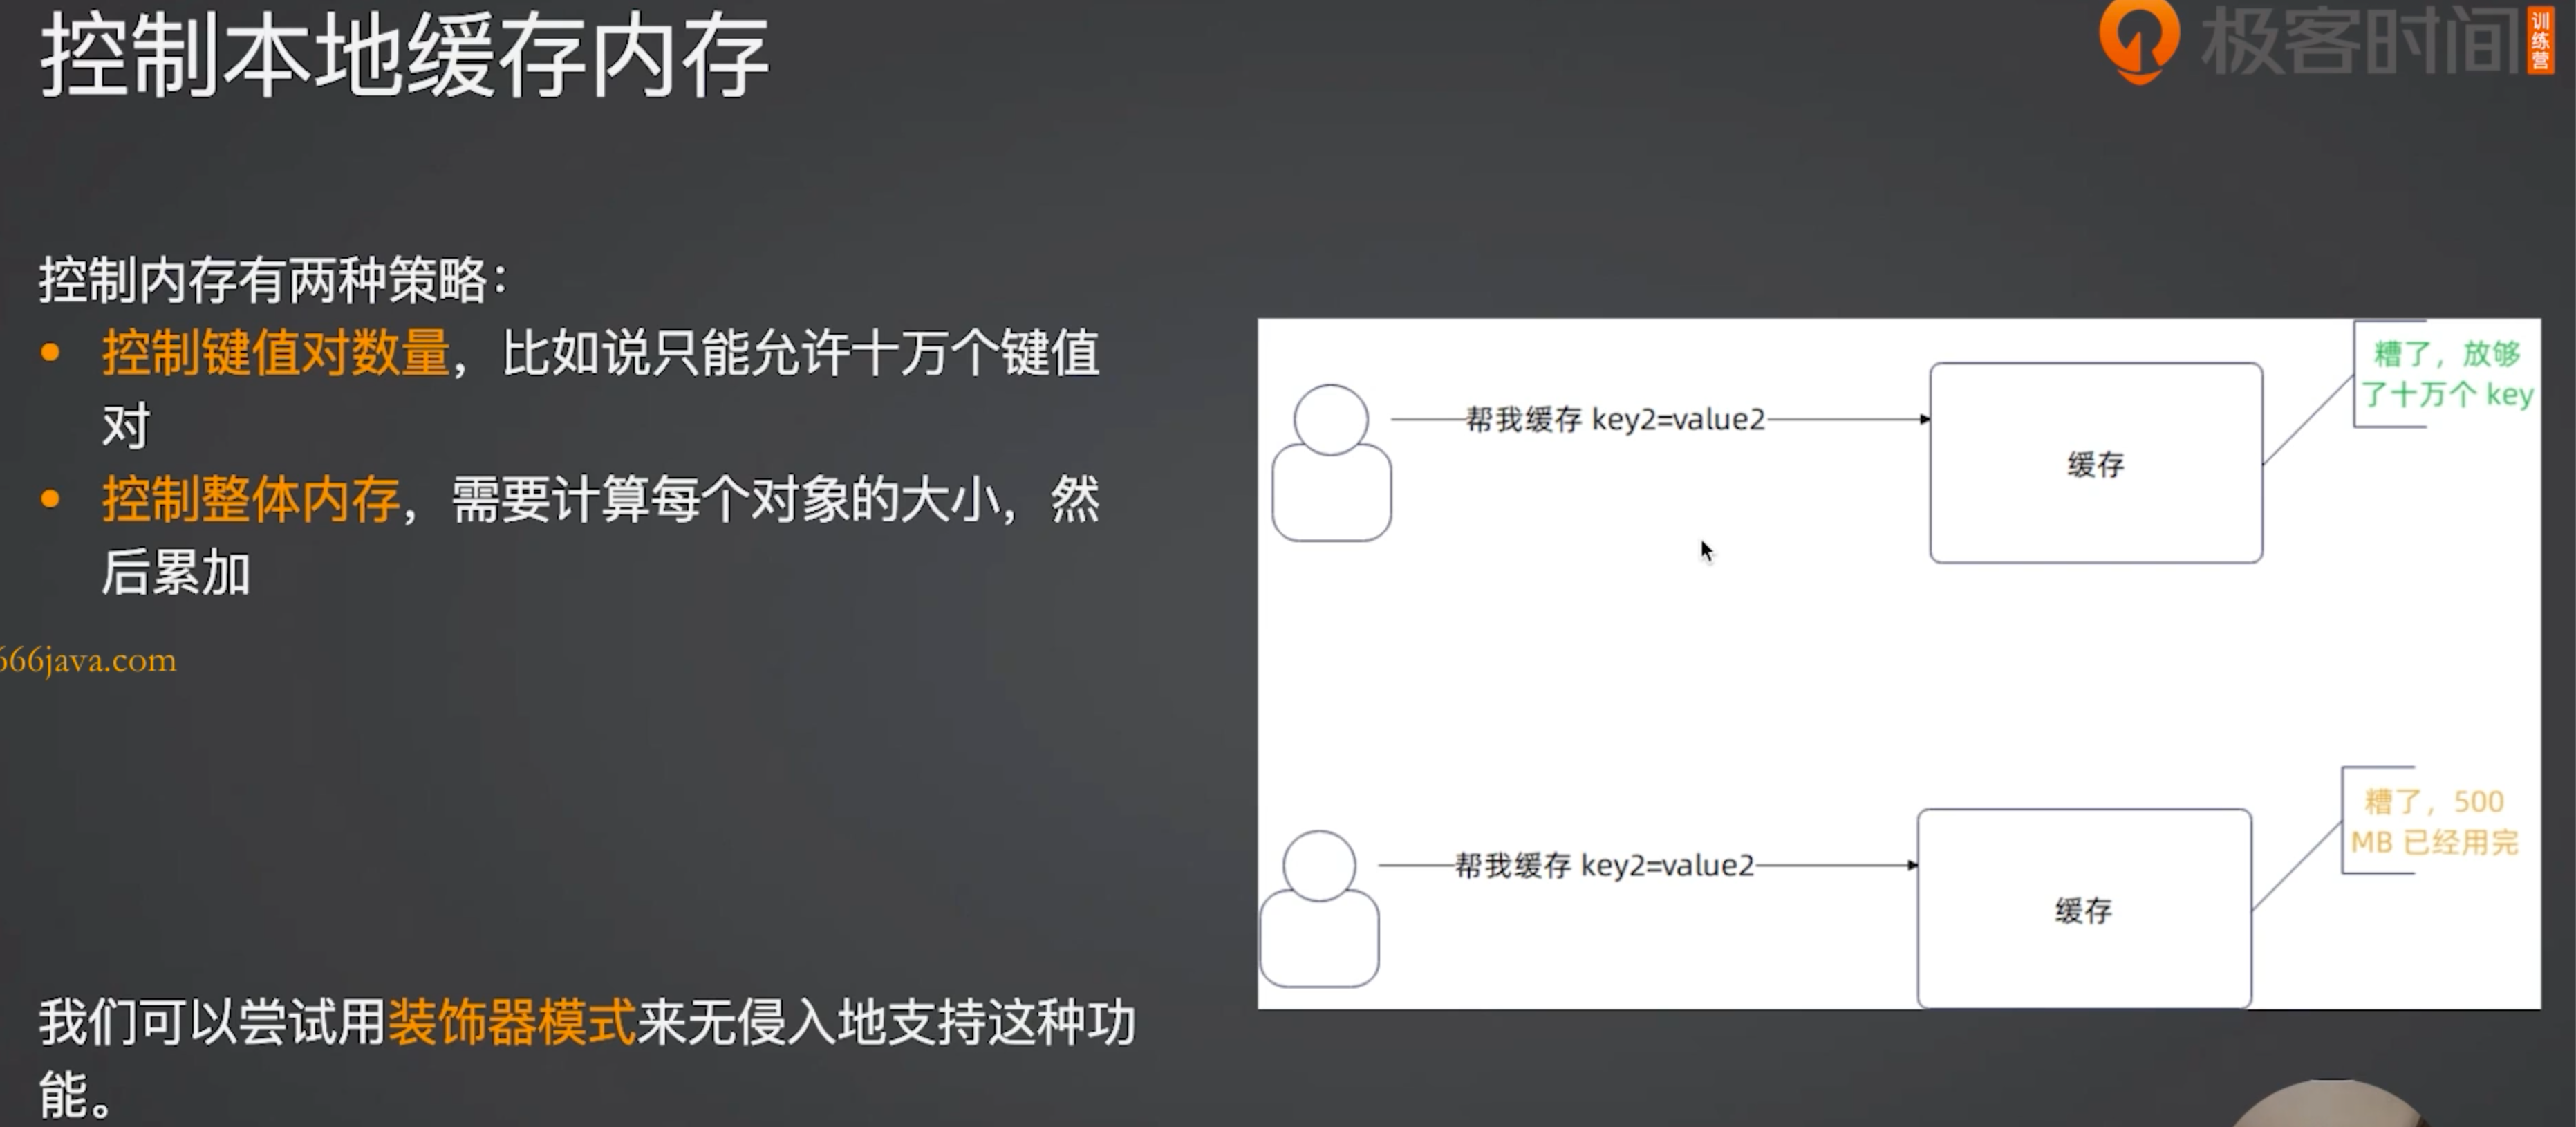 控制本地缓存内存
极客时间
训练营
控制内存有两种策略：
• 控制键值对数量，比如说只能允许十万个键值
对
• 控制整体内存，需要计算每个对象的大小，然
后累加
666java.com
我们可以尝试用装饰器模式来无侵入地支持这种功
能。
帮我缓存 key2=value2
缓存
糟了，放够
了十万个 key
帮我缓存 key2=value2
缓存
糟了，500
MB 已经用完